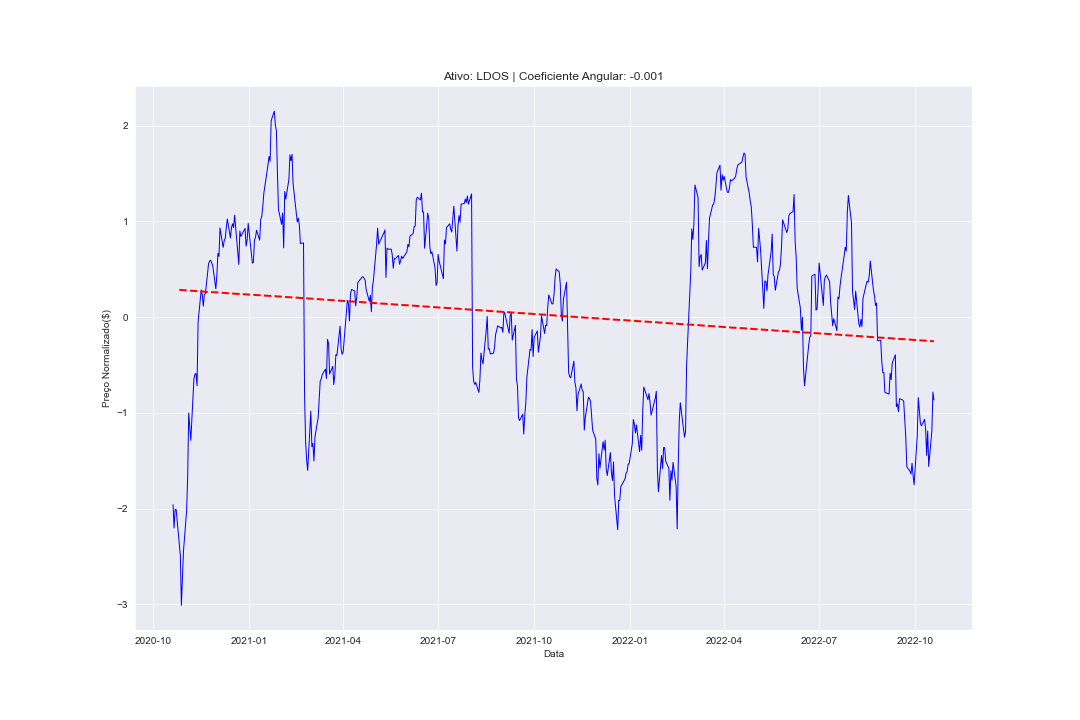 Ativo: LDOS | Coeficiente Angular: -0.001
Preço Normalizado($)
2
1
0
−1
−2
−3
2020-10 2021-01 2021-04 2021-07 2021-10 2022-01 2022-04 2022-07 2022-10
Data